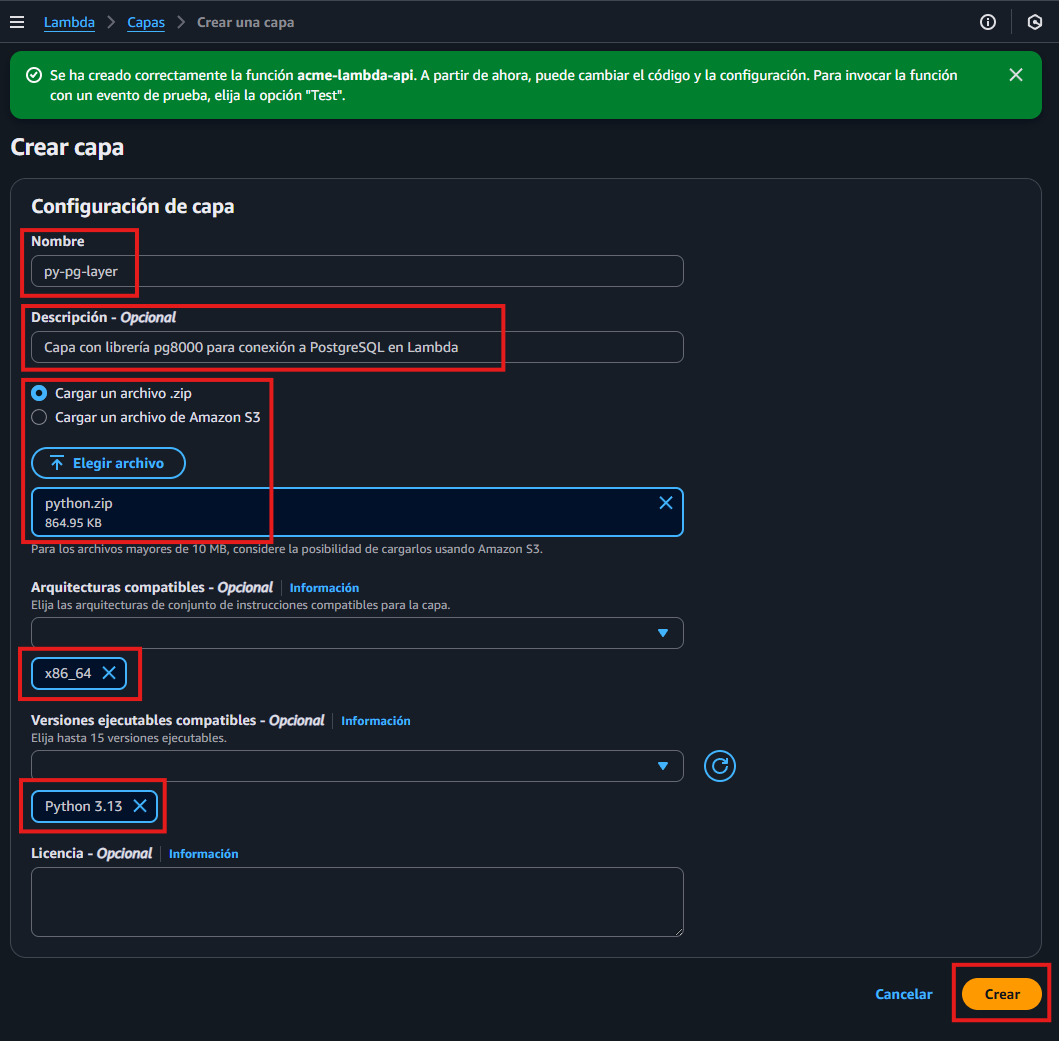 Lambda > Capas > Crear una capa
Se ha creado correctamente la función acme-lambda-api. A partir de ahora, puede cambiar el código y la configuración. Para invocar la función
con un evento de prueba, elija la opción "Test".
Crear capa
Configuración de capa
Nombre
py-pg-layer
Descripción - Opcional
Capa con librería pg8000 para conexión a PostgreSQL en Lambda
Cargar un archivo .zip
Cargar un archivo de Amazon S3
Elegir archivo
python.zip
864.95 KB
Para los archivos mayores de 10 MB, considere la posibilidad de cargarlos usando Amazon S3.
Arquitecturas compatibles - Opcional | Información
Elija las arquitecturas de conjunto de instrucciones compatibles para la capa.
x86_64
Versiones ejecutables compatibles - Opcional | Información
Elija hasta 15 versiones ejecutables.
Python 3.13
Licencia - Opcional | Información
Cancelar Crear